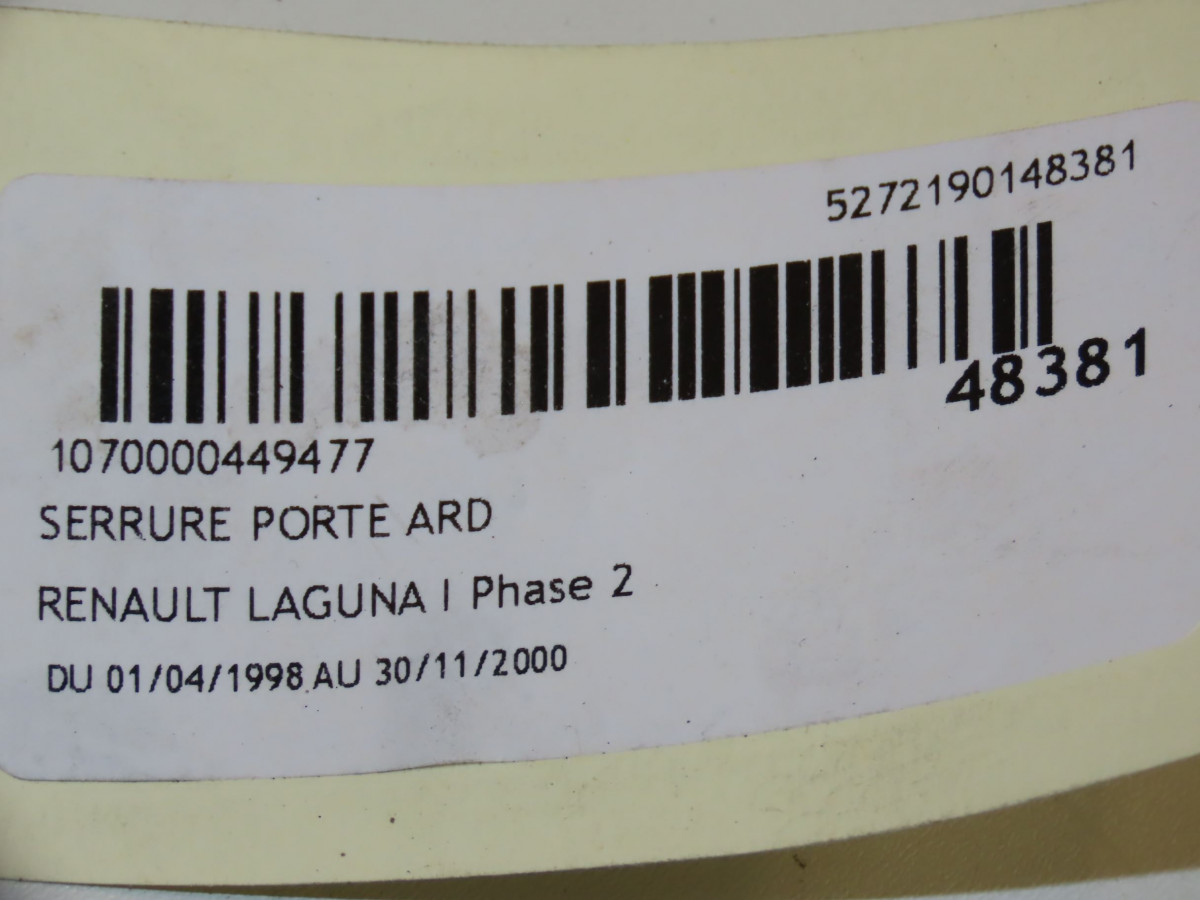 5272190148381
48381
1070000449477
SERRURE PORTE ARD
RENAULT LAGUNA I Phase 2
DU 01/04/1998 AU 30/11/2000